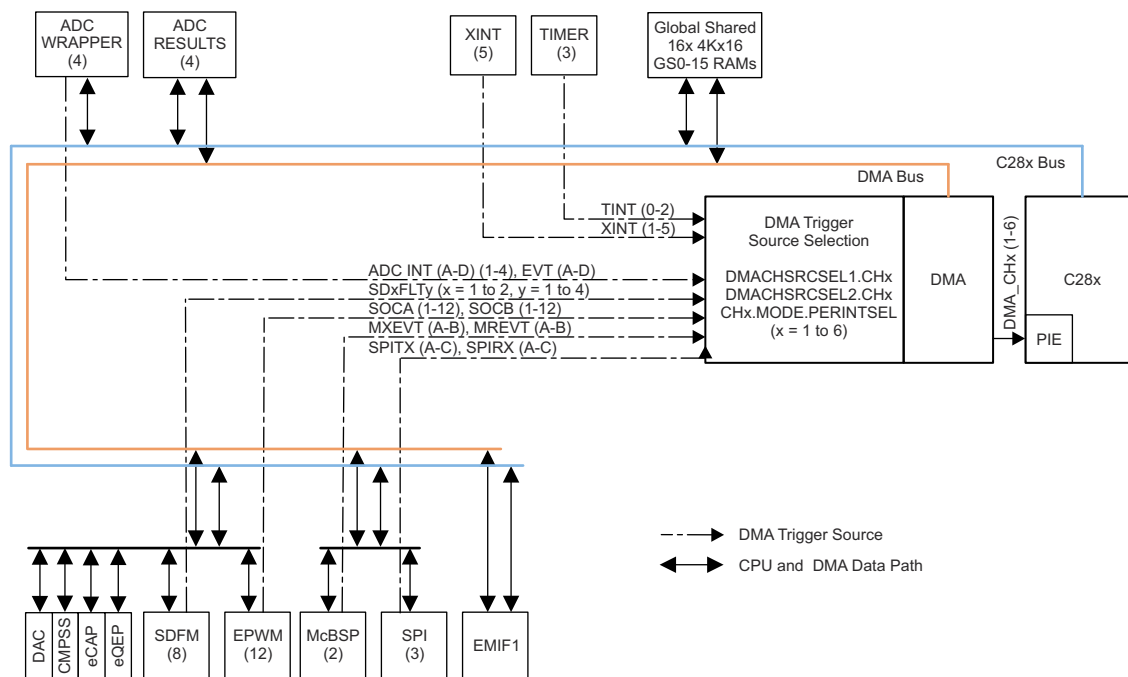 ADC
WRAPPER
(4)
ADC
RESULTS
(4)
XINT
(5)
TIMER
(3)
Global Shared
16x 4Kx16
GS0-15 RAMs
C28x Bus
DMA Bus
TINT (0-2)
XINT (1-5)
ADC INT (A-D) (1-4), EVT (A-D)
SDxFLTy (x = 1 to 2, y = 1 to 4)
SOCA (1-12), SOCB (1-12)
MXEVT (A-B), MREVT (A-B)
SPITX (A-C), SPIRX (A-C)
DMA Trigger
Source Selection
DMACHSRCSEL1.CHx
DMACHSRCSEL2.CHx
CHx.MODE.PERINTSEL
(x = 1 to 6)
DMA
DMA_CHx (1-6)
C28x
PIE
DMA Trigger Source
CPU and DMA Data Path
DAC
CMPSS
eCAP
eQEP
SDFM
(8)
EPWM
(12)
McBSP
(2)
SPI
(3)
EMIF1